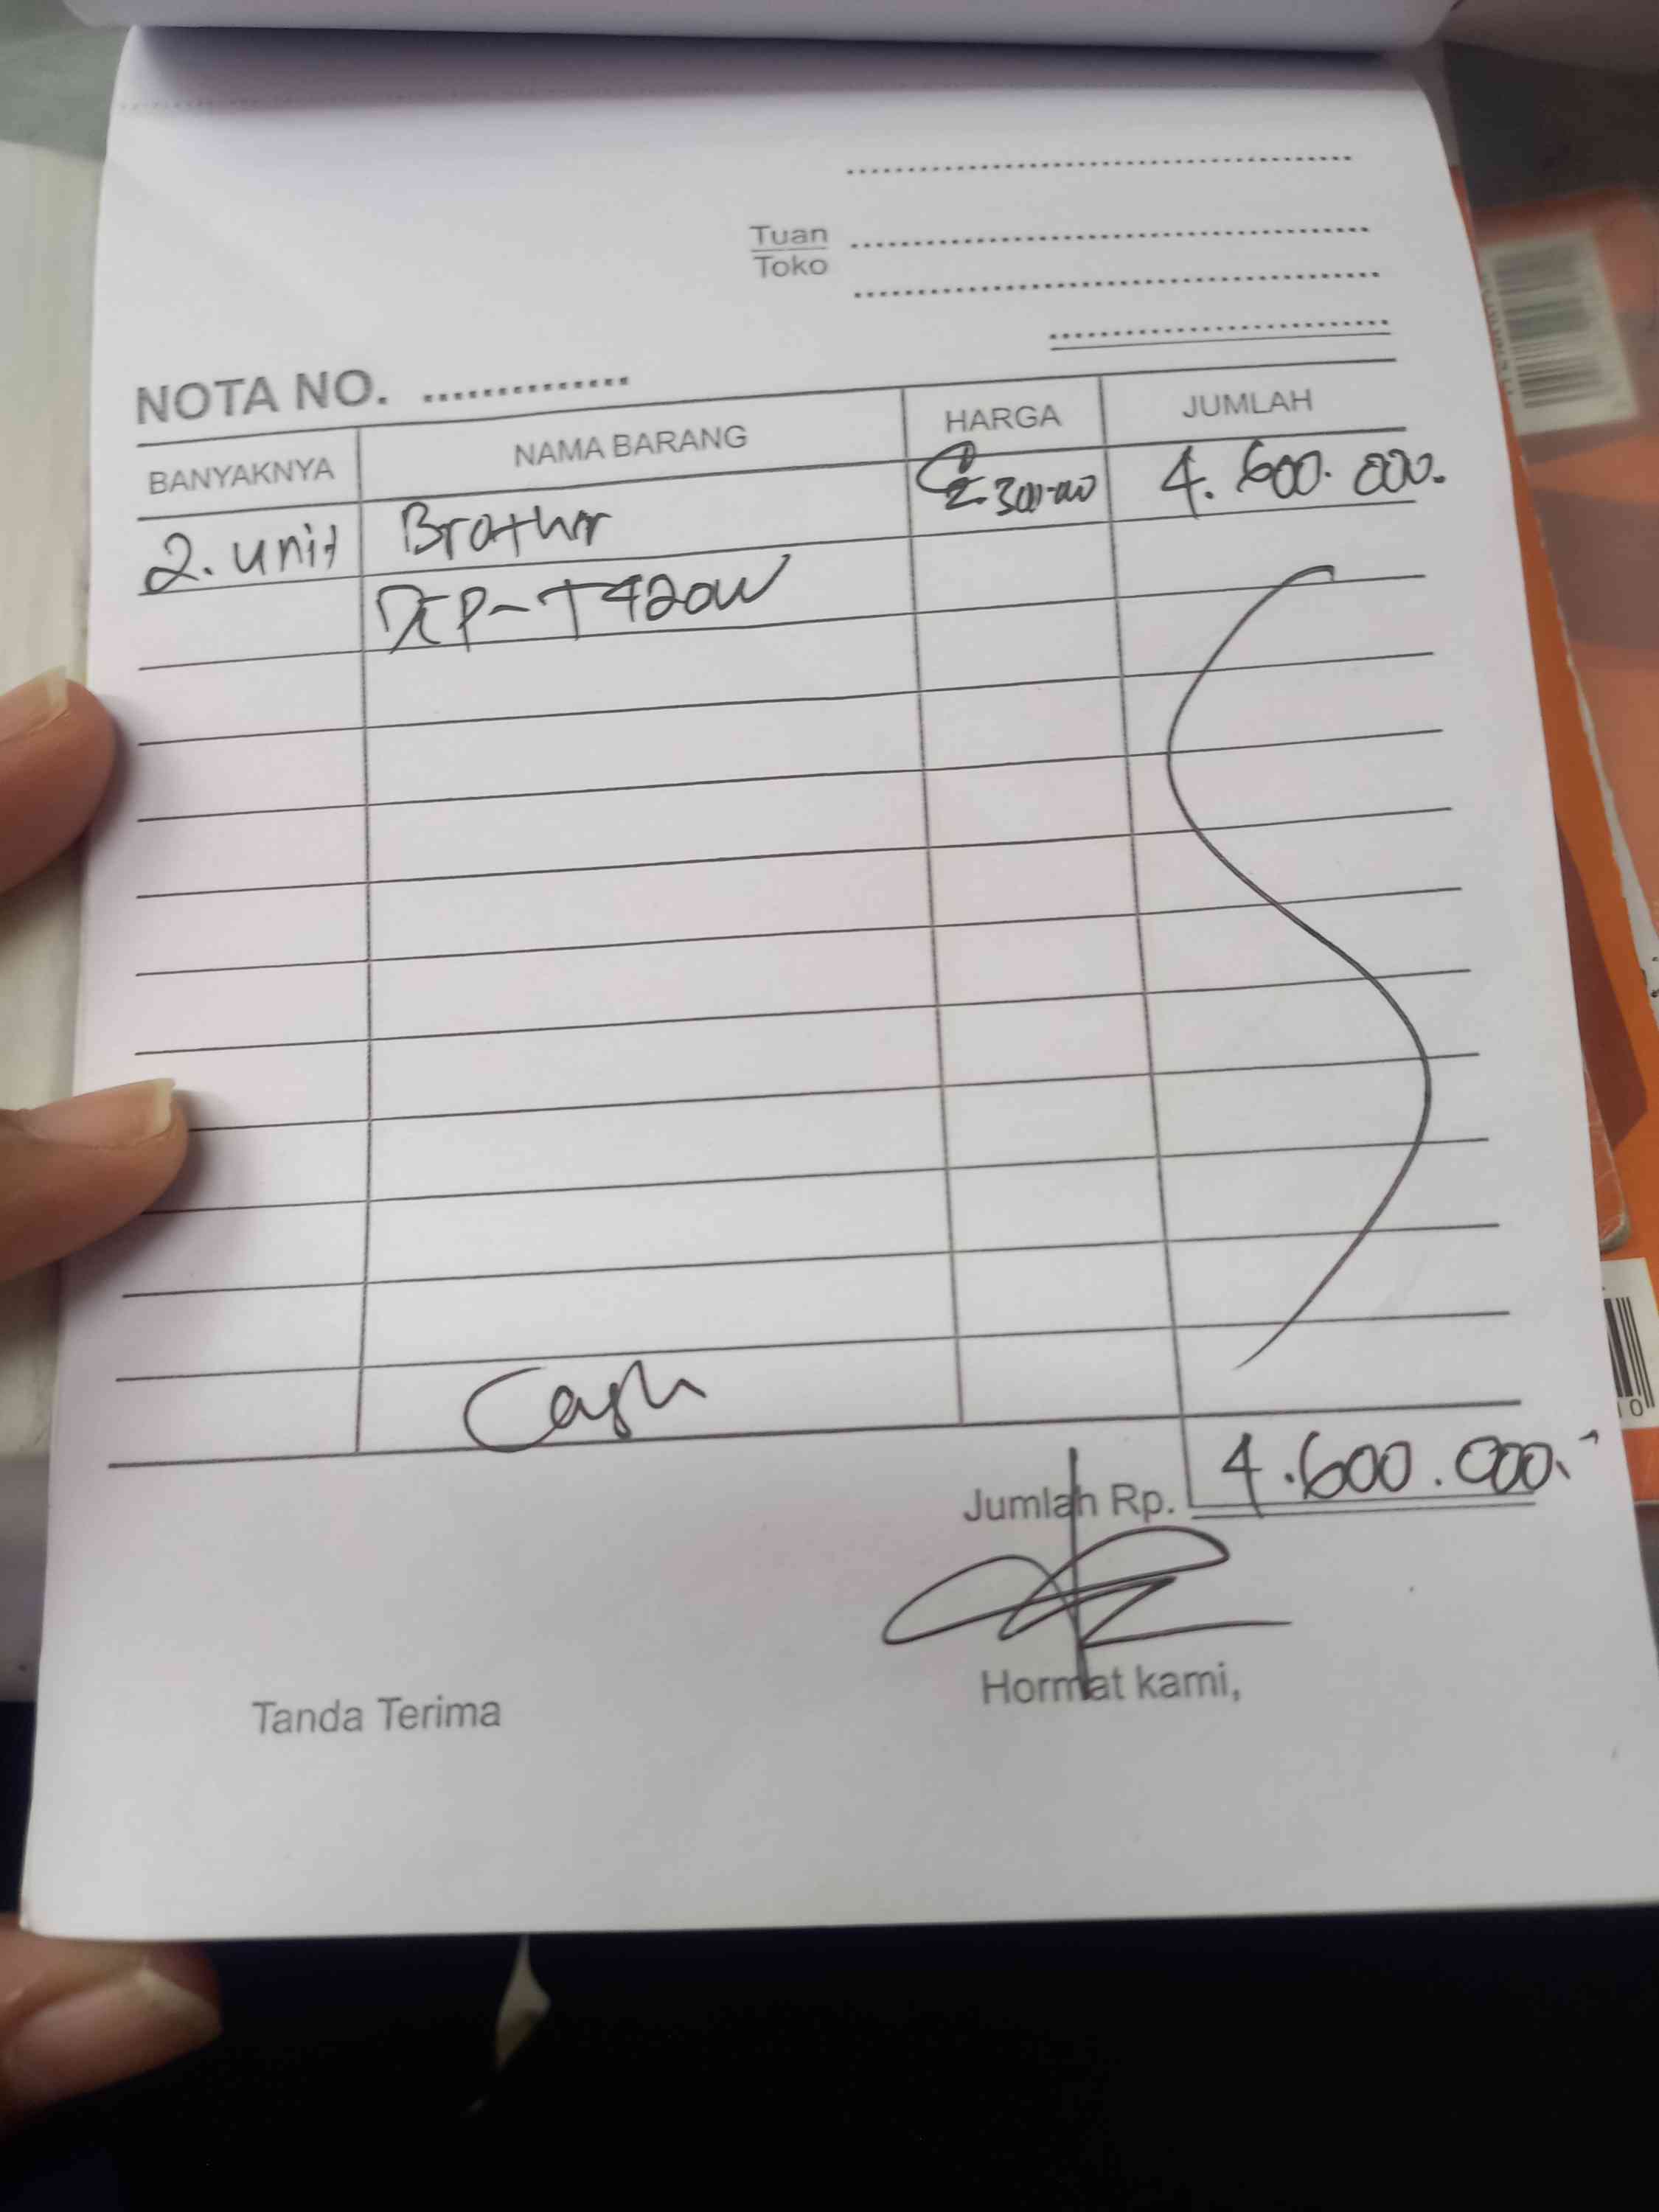 Tuan
Toko
NOTA NO. ..............
BANYAKNYA NAMA BARANG HARGA JUMLAH
2. unit Brother @ 2.300.000 4.600.000.
DCP-T420W
Cash
Jumlah Rp. 4.600.000.-
Tanda Terima Hormat kami,